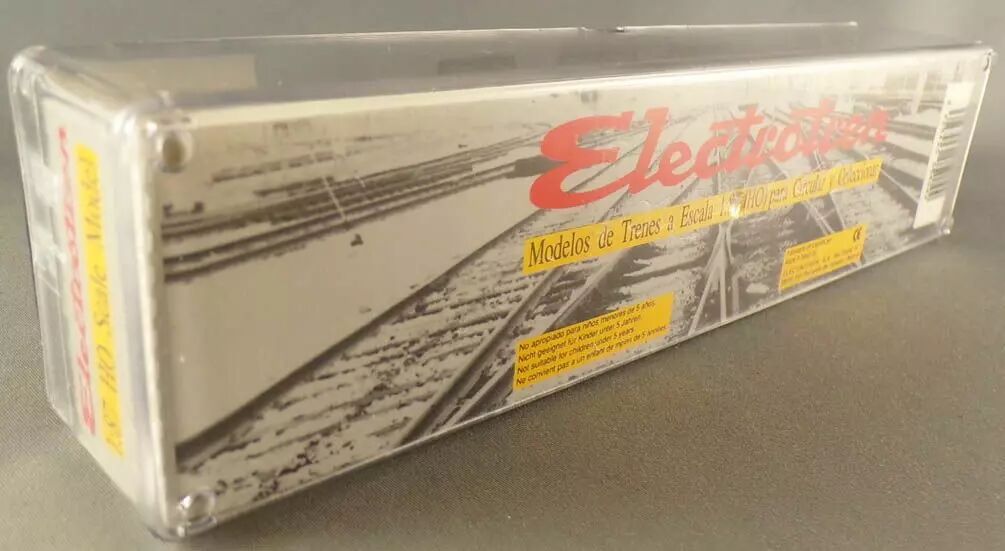 Electrotren
Modelos de Trenes a Escala 1:87 (HO) para Circular y Coleccionar
No apropiado para niños menores de 5 años.
Nicht geeignet für Kinder unter 5 Jahren.
Not suitable for children under 5 years
Ne convient pas a un enfant de moins de 5 années
CE
ELECTROTREN, S.A.
Electrotren
1:87 HO Scale Model